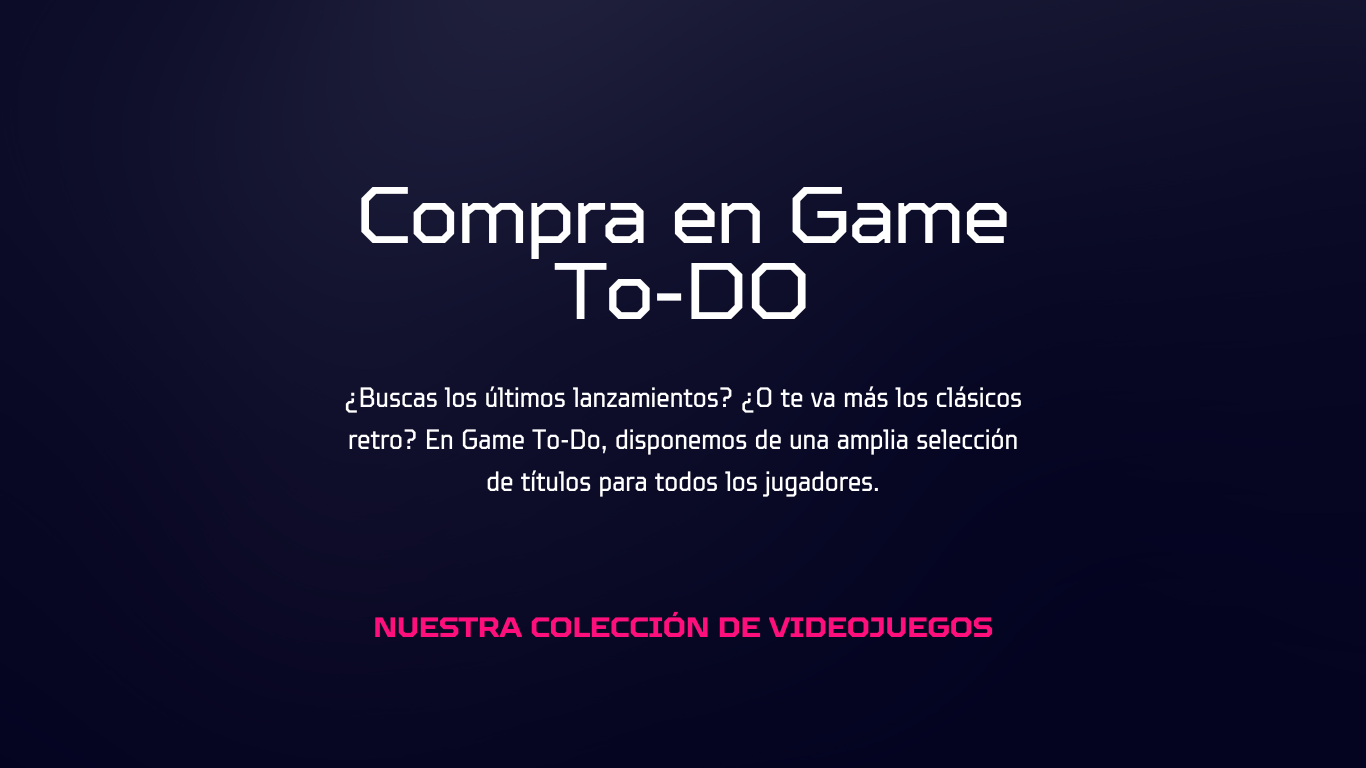 Compra en Game
To-DO
¿Buscas los últimos lanzamientos? ¿O te va más los clásicos
retro? En Game To-Do, disponemos de una amplia selección
de títulos para todos los jugadores.
NUESTRA COLECCIÓN DE VIDEOJUEGOS